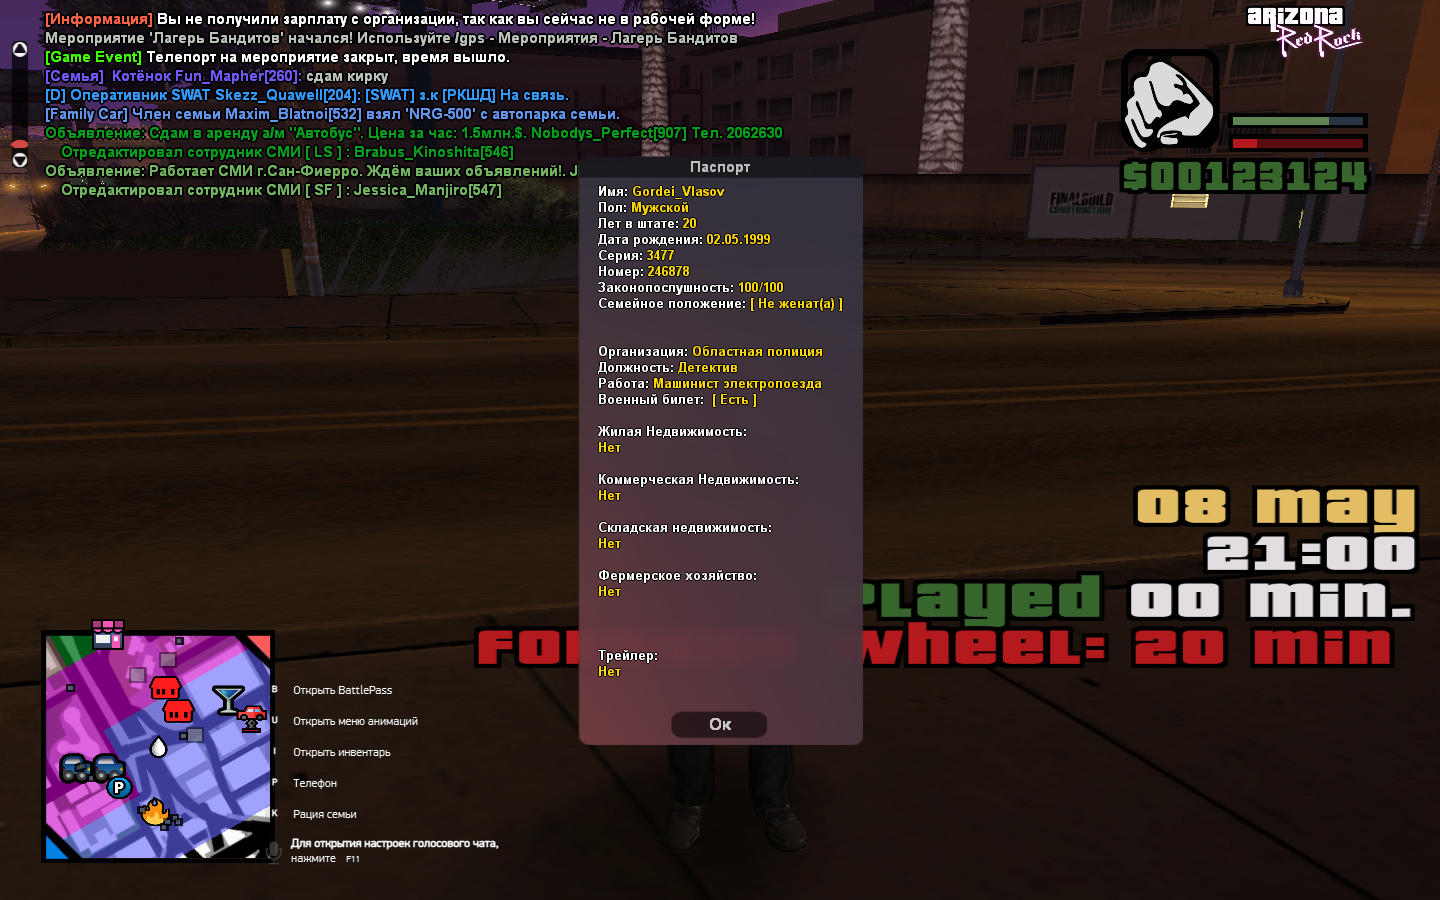 [Информация] Вы не получили зарплату с организации, так как вы сейчас не в рабочей форме!
Мероприятие 'Лагерь Бандитов' начался! Используйте /gps - Мероприятия - Лагерь Бандитов
[Game Event] Телепорт на мероприятие закрыт, время вышло.
[Семья] Котёнок Fun_Mapher[260]: сдам кирку
[D] Оперативник SWAT Skezz_Quawell[204]: [SWAT] з.к [РКШД] На связь.
[Family Car] Член семьи Maxim_Blatnoi[532] взял 'NRG-500' с автопарка семьи.
Объявление: Сдам в аренду а/м "Автобус". Цена за час: 1.5млн.$. Nobodys_Perfect[907] Тел. 2062630
Отредактировал сотрудник СМИ [ LS ] : Brabus_Kinoshita[546]
Объявление: Работает СМИ г.Сан-Фиерро. Ждём ваших объявлений!. J
Отредактировал сотрудник СМИ [ SF ] : Jessica_Manjiro[547]
arizona
Red Rock
$00123124
FINALBUILD
CONSTRUCTION
Паспорт
Имя: Gordei_Vlasov
Пол: Мужской
Лет в штате: 20
Дата рождения: 02.05.1999
Серия: 3477
Номер: 246878
Законопослушность: 100/100
Семейное положение: [ Не женат(а) ]
Организация: Областная полиция
Должность: Детектив
Работа: Машинист электропоезда
Военный билет: [ Есть ]
Жилая Недвижимость:
Нет
Коммерческая Недвижимость:
Нет
Складская недвижимость:
Нет
Фермерское хозяйство:
Нет
Трейлер:
Нет
Ок
08 may
21:00
Played 00 min.
For wheel: 20 min
P
B Открыть BattlePass
U Открыть меню анимаций
I Открыть инвентарь
P Телефон
K Рация семьи
Для открытия настроек голосового чата,
нажмите F11